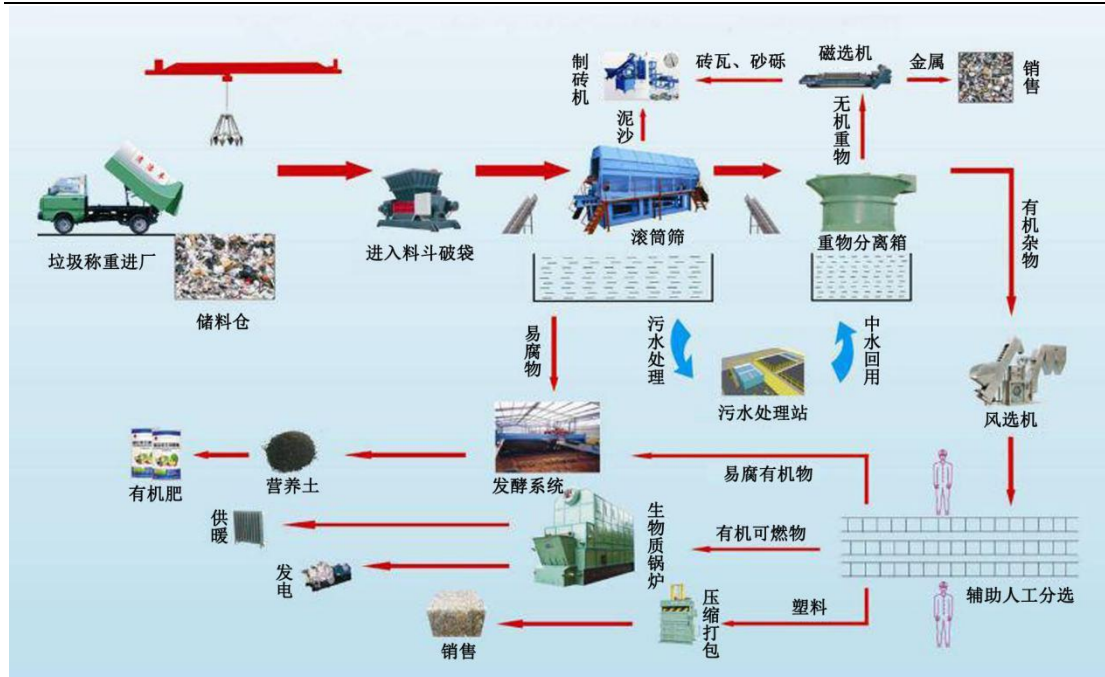 制砖机
砖瓦、砂砾
磁选机
金属
销售
泥沙
无机重物
垃圾称重进厂
储料仓
进入料斗破袋
滚筒筛
重物分离箱
有机杂物
易腐物
污水处理
中水回用
污水处理站
风选机
有机肥
营养土
发酵系统
易腐有机物
供暖
生物质锅炉
有机可燃物
发电
辅助人工分选
销售
压缩打包
塑料